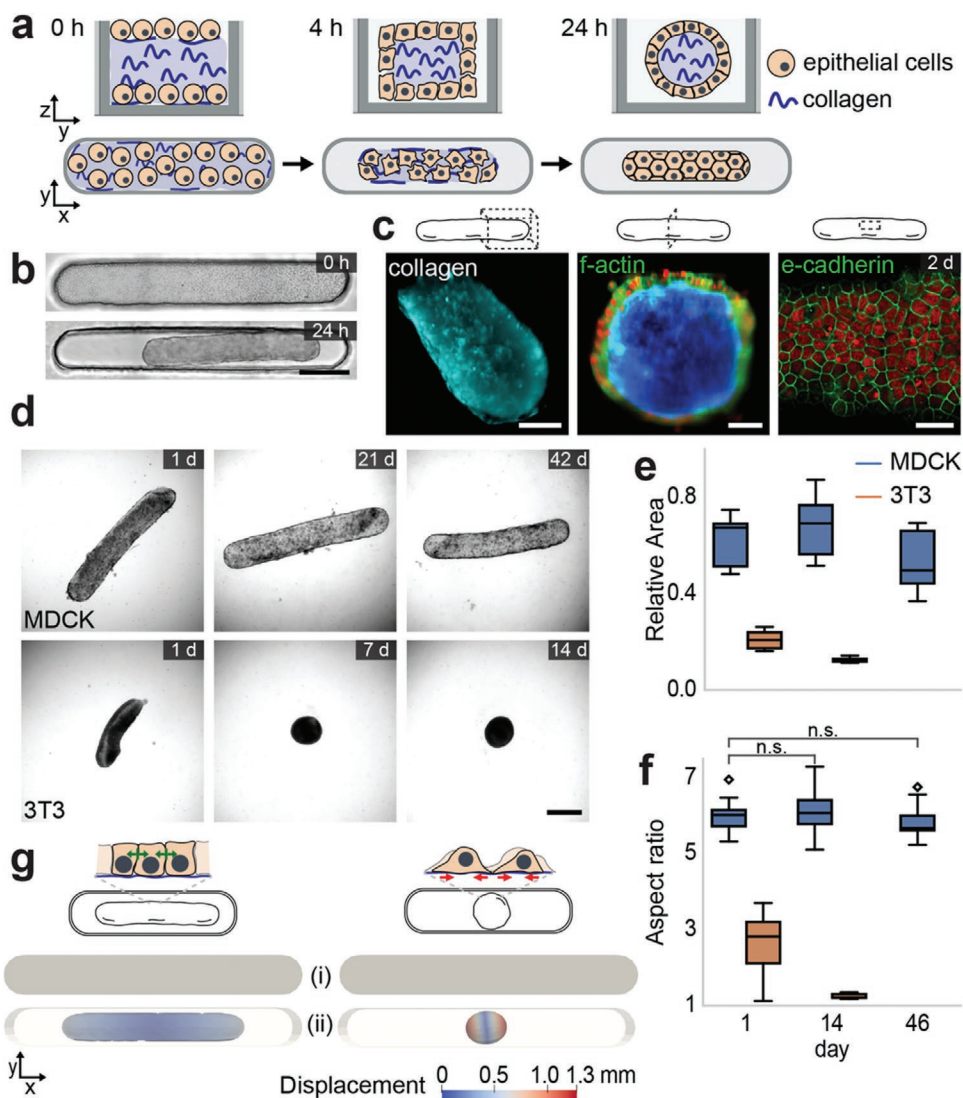 a
0 h
4 h
24 h
epithelial cells
collagen
z
y
y
x
b
0 h
24 h
c
collagen
f-actin
e-cadherin
2 d
d
1 d
21 d
42 d
MDCK
1 d
7 d
14 d
3T3
e
MDCK
3T3
0.8
0.4
0.0
Relative Area
f
n.s.
n.s.
7
5
3
1
Aspect ratio
1
14
46
day
g
(i)
(ii)
y
x
Displacement
0
0.5
1.0
1.3 mm